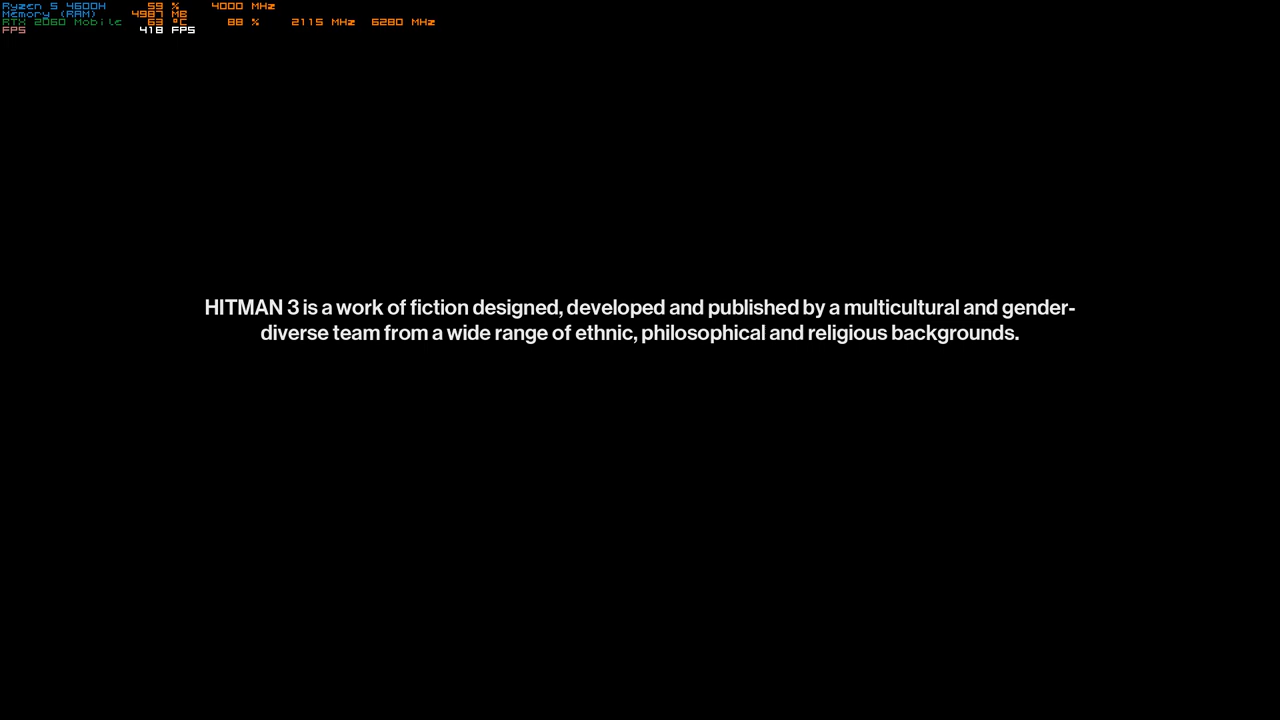 Ryzen 5 4600H 59 % 4000 MHz
Memory (RAM) 4987 MB
RTX 2060 Mobile 63 °C 88 % 2115 MHz 6280 MHz
FPS 418 FPS
HITMAN 3 is a work of fiction designed, developed and published by a multicultural and gender-
diverse team from a wide range of ethnic, philosophical and religious backgrounds.